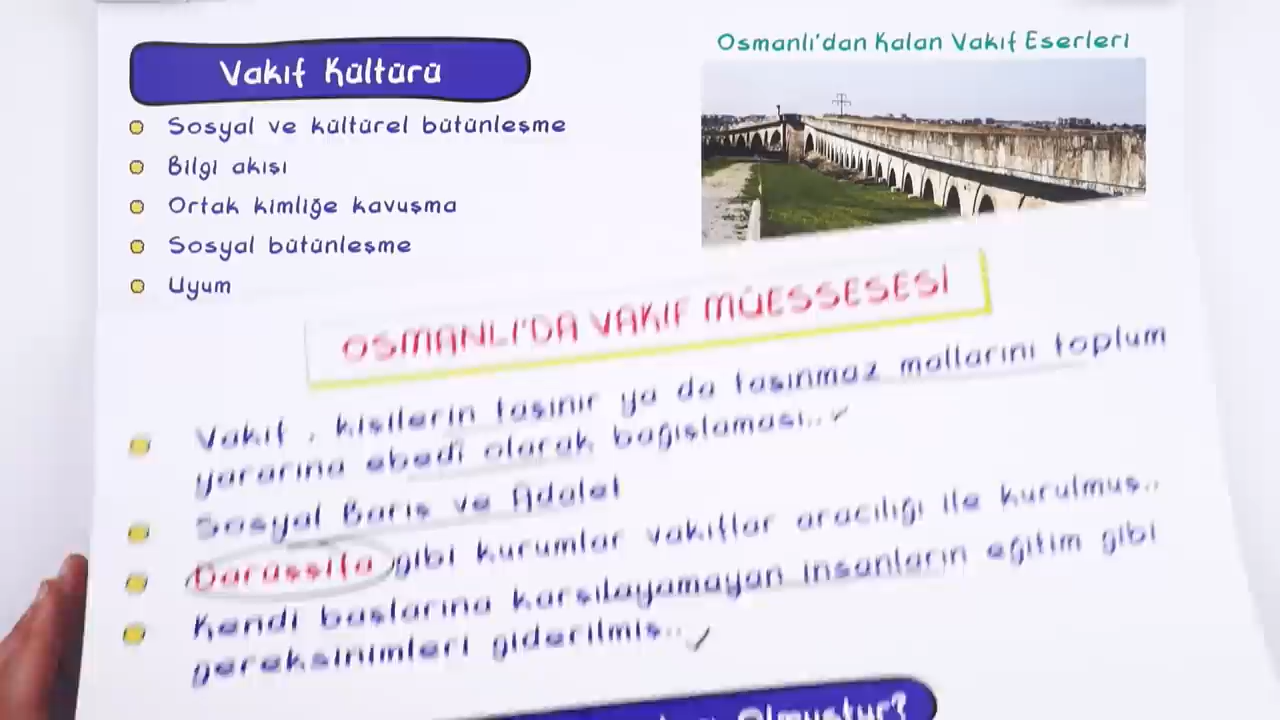 Vakıf Kültürü
Sosyal ve kültürel bütünleşme
Bilgi akışı
Ortak kimliğe kavuşma
Sosyal bütünleşme
Uyum
Osmanlı'dan Kalan Vakıf Eserleri
OSMANLI'DA VAKIF MÜESSESESİ
Vakıf, kişilerin taşınır ya da taşınmaz mallarını toplum
yararına ebedî olarak bağışlaması..
Sosyal Barış ve Adalet
Darüşşifa gibi kurumlar vakıflar aracılığı ile kurulmuş..
Kendi başlarına karşılayamayan insanların eğitim gibi
gereksinimleri giderilmiş..
Olmuştur?